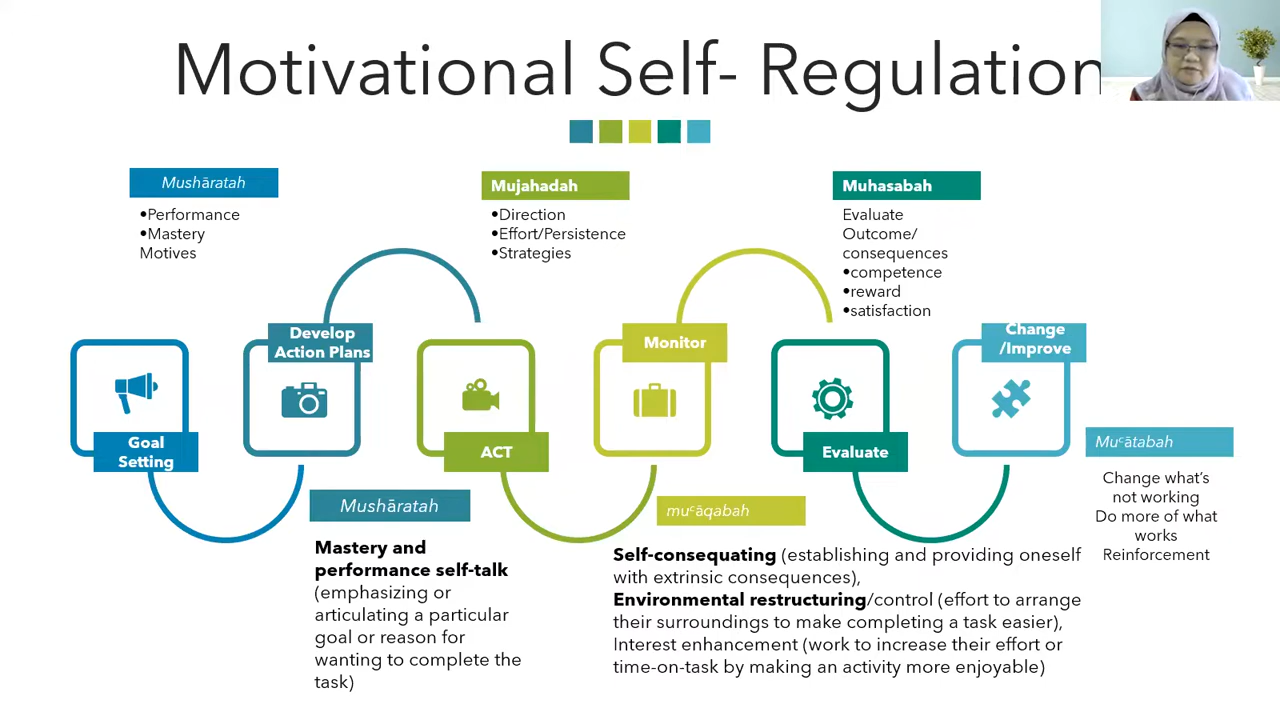 Motivational Self- Regulation
Mushāratah
•Performance
•Mastery
Motives
Mujahadah
•Direction
•Effort/Persistence
•Strategies
Muhasabah
Evaluate
Outcome/
consequences
•competence
•reward
•satisfaction
Goal
Setting
Develop
Action Plans
ACT
Monitor
Evaluate
Change
/Improve
Mushāratah
Mastery and
performance self-talk
(emphasizing or
articulating a particular
goal or reason for
wanting to complete the
task)
muᶜāqabah
Self-consequating (establishing and providing oneself
with extrinsic consequences),
Environmental restructuring/control (effort to arrange
their surroundings to make completing a task easier),
Interest enhancement (work to increase their effort or
time-on-task by making an activity more enjoyable)
Muᶜātabah
Change what's
not working
Do more of what
works
Reinforcement